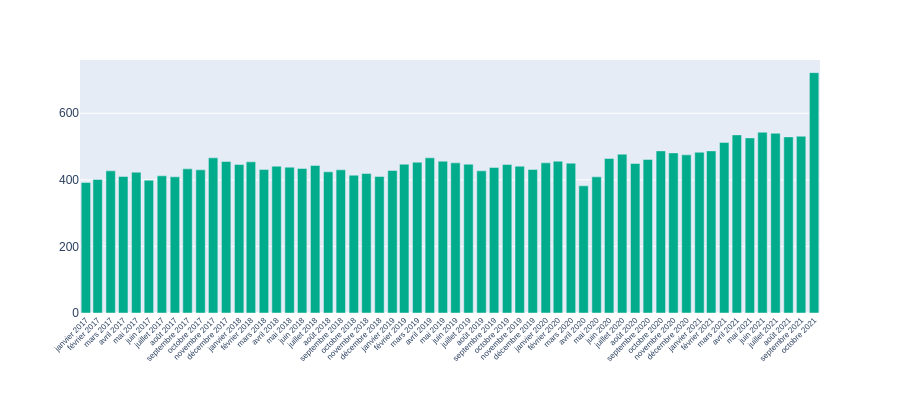 600
400
200
0
janvier 2017
février 2017
mars 2017
avril 2017
mai 2017
juin 2017
juillet 2017
août 2017
septembre 2017
octobre 2017
novembre 2017
décembre 2017
janvier 2018
février 2018
mars 2018
avril 2018
mai 2018
juin 2018
juillet 2018
août 2018
septembre 2018
octobre 2018
novembre 2018
décembre 2018
janvier 2019
février 2019
mars 2019
avril 2019
mai 2019
juin 2019
juillet 2019
août 2019
septembre 2019
octobre 2019
novembre 2019
décembre 2019
janvier 2020
février 2020
mars 2020
avril 2020
mai 2020
juin 2020
juillet 2020
août 2020
septembre 2020
octobre 2020
novembre 2020
décembre 2020
janvier 2021
février 2021
mars 2021
avril 2021
mai 2021
juin 2021
juillet 2021
août 2021
septembre 2021
octobre 2021